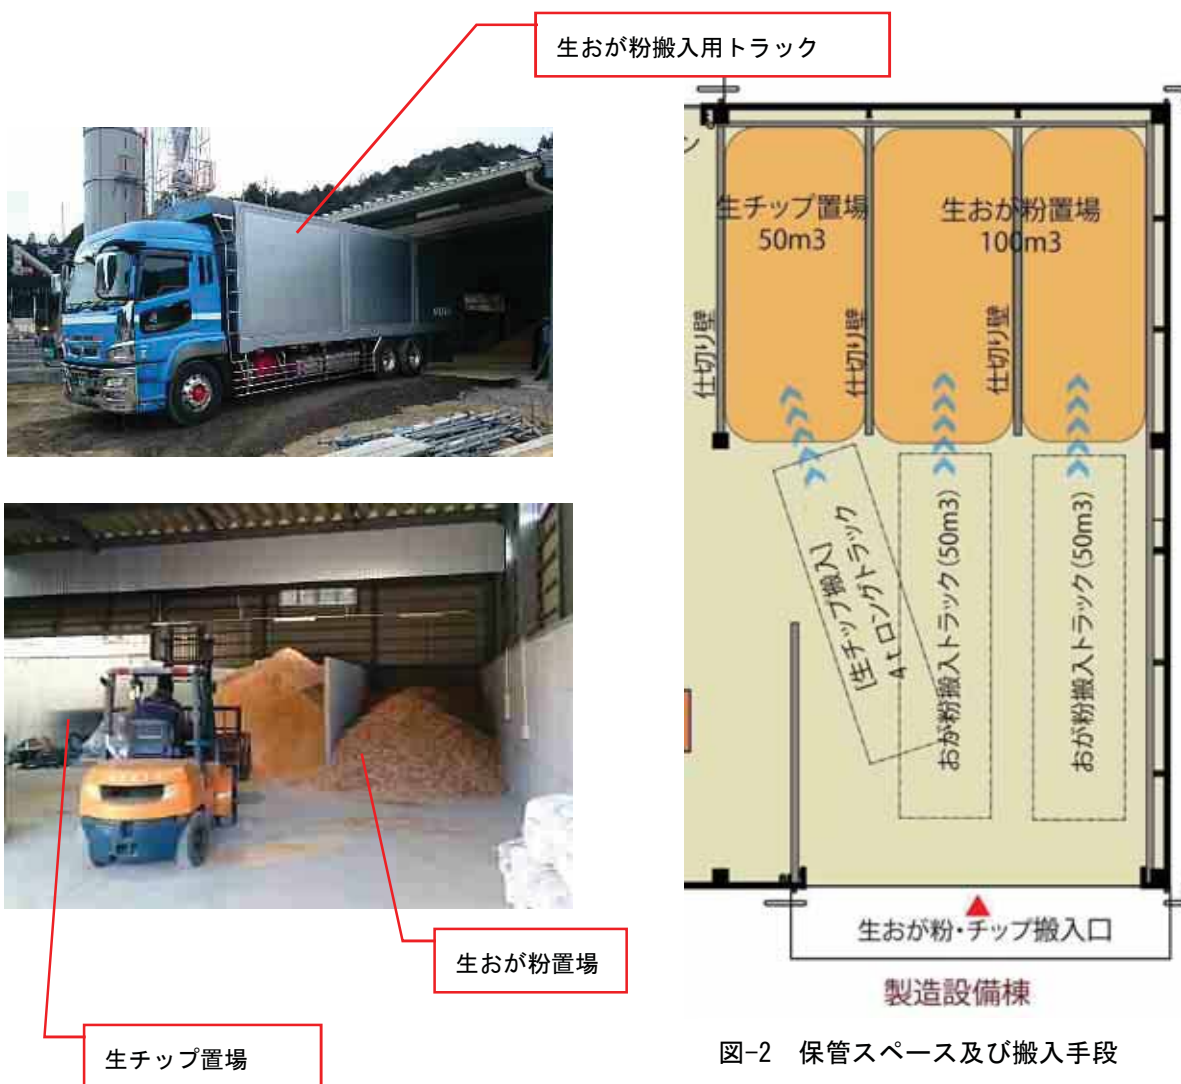 生おが粉搬入用トラック
生チップ置場
50m3
生おが粉置場
100m3
仕切り壁
仕切り壁
仕切り壁
[生チップ搬入]
4tロングトラック
おが粉搬入トラック(50m3)
おが粉搬入トラック(50m3)
生おが粉置場
生チップ置場
生おが粉・チップ搬入口
製造設備棟
図-2 保管スペース及び搬入手段